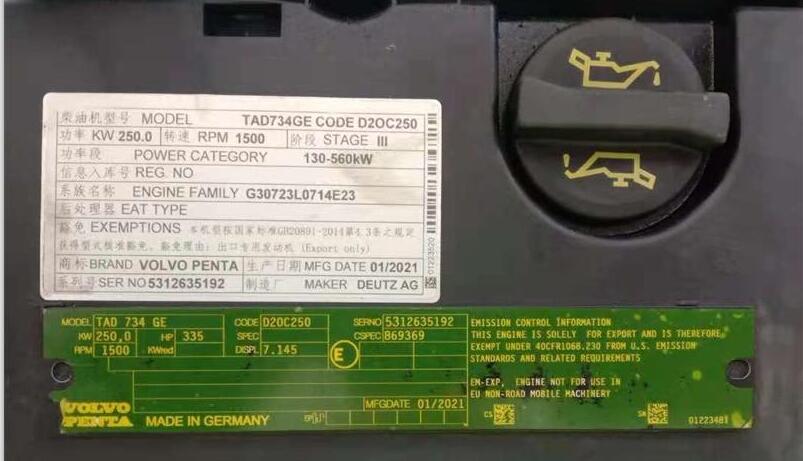 柴油机型号 MODEL TAD734GE CODE D2OC250
功率 KW 250.0 转速 RPM 1500 阶段 STAGE III
功率段 POWER CATEGORY 130-560kW
信息入库号 REG. NO
系族名称 ENGINE FAMILY G30723L0714E23
后处理器 EAT TYPE
豁免 EXEMPTIONS 本机型按国家标准GB20891-2014第4.3条之规定
获得型式核准豁免。豁免理由: 出口专用发动机 (Export only)
商标 BRAND VOLVO PENTA 生产日期 MFG DATE 01/2021
系列号 SER NO 5312635192 制造厂 MAKER DEUTZ AG
01223520
MODEL TAD 734 GE CODE D20C250 SERNO 5312635192
KW 250,0 HP 335 SPEC CSPEC 869369
RPM 1500 KWred DISPL 7.145 E
EMISSION CONTROL INFORMATION
THIS ENGINE IS SOLELY FOR EXPORT AND IS THEREFORE
EXEMPT UNDER 40CFR1068.230 FROM U.S. EMISSION
STANDARDS AND RELATED REQUIREMENTS
EM-EXP, ENGINE NOT FOR USE IN
EU NON-ROAD MOBILE MACHINERY
VOLVO
PENTA MADE IN GERMANY
MFGDATE 01/2021
CS SN 01223481